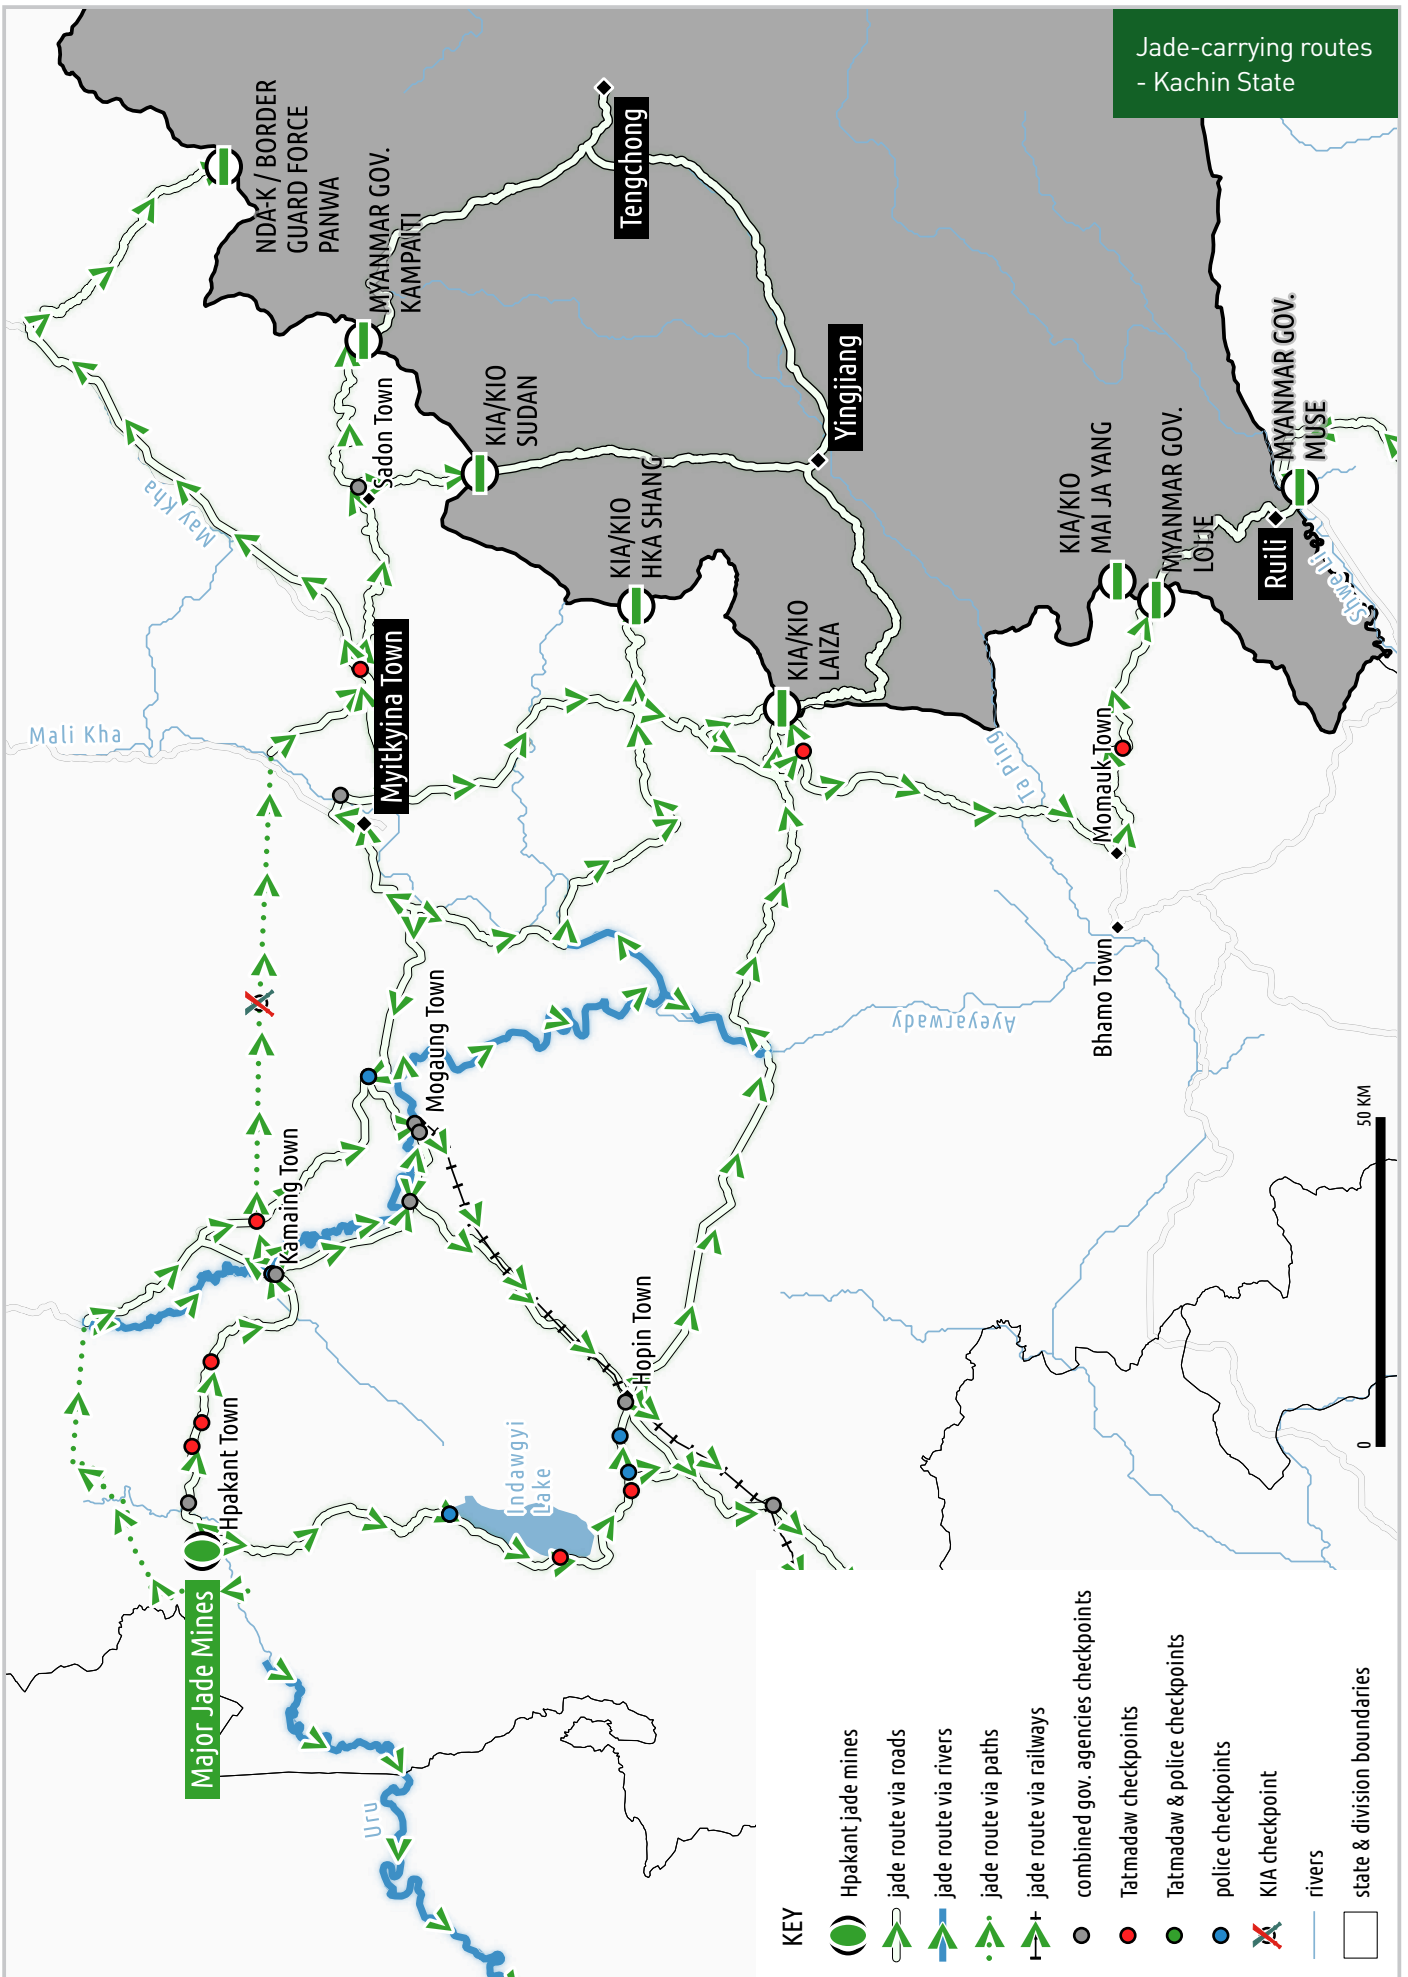 Jade-carrying routes
- Kachin State
NDA-K / BORDER
GUARD FORCE
PANWA
MYANMAR GOV.
KAMPAITI
Tengchong
Sadon Town
KIA/KIO
SUDAN
Yingjiang
KIA/KIO
HKA SHANG
KIA/KIO
LAIZA
KIA/KIO
MAI JA YANG
MYANMAR GOV.
LOIJE
MYANMAR GOV.
MUSE
Ruili
Shweli
May Kha
Mali Kha
Myitkyina Town
Ta Ping
Momauk Town
Bhamo Town
Ayeyarwady
Mogaung Town
Kamaing Town
Hopin Town
Hpakant Town
Indawgyi
Lake
Major Jade Mines
Uru
50 KM
0
KEY
Hpakant jade mines
jade route via roads
jade route via rivers
jade route via paths
jade route via railways
combined gov. agencies checkpoints
Tatmadaw checkpoints
Tatmadaw & police checkpoints
police checkpoints
KIA checkpoint
rivers
state & division boundaries